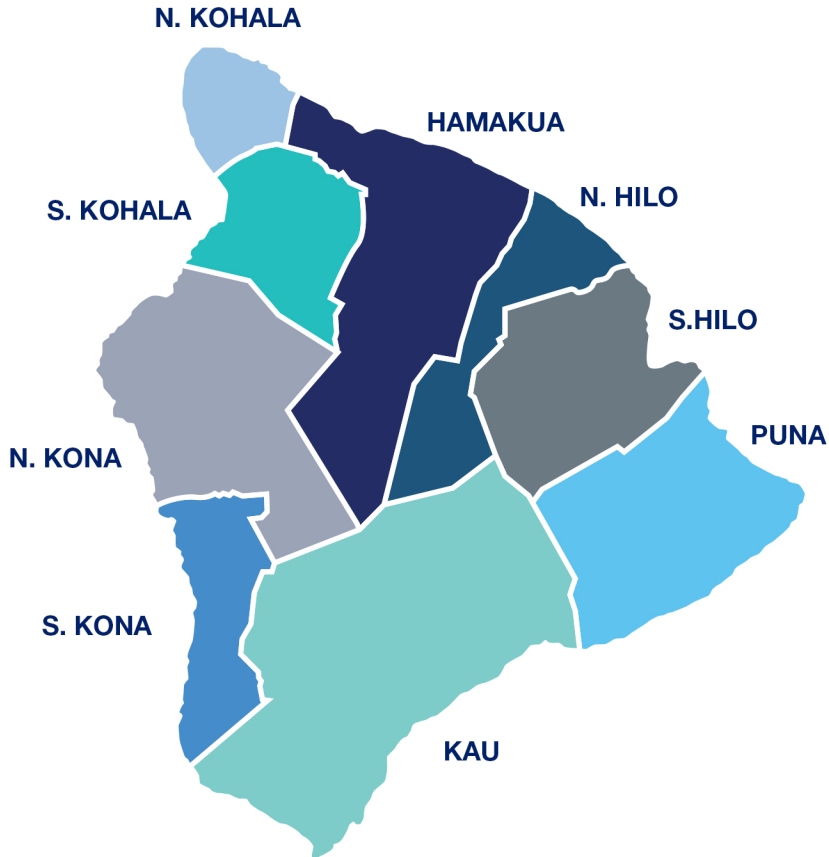 N. KOHALA
HAMAKUA
N. HILO
S. KOHALA
S.HILO
PUNA
N. KONA
S. KONA
KAU